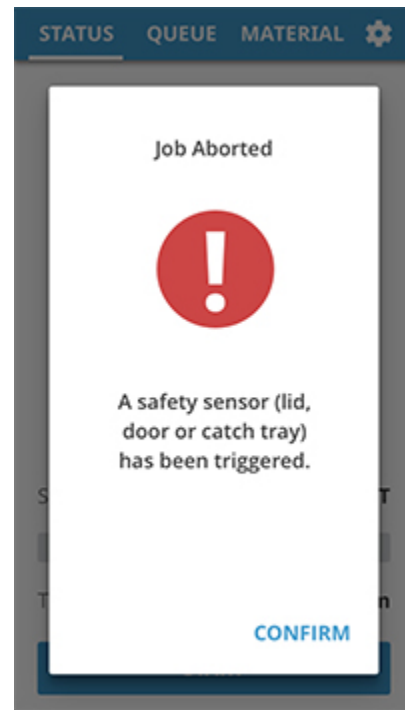 STATUS QUEUE MATERIAL
Job Aborted
!
A safety sensor (lid,
door or catch tray)
has been triggered.
S T
T n
CONFIRM